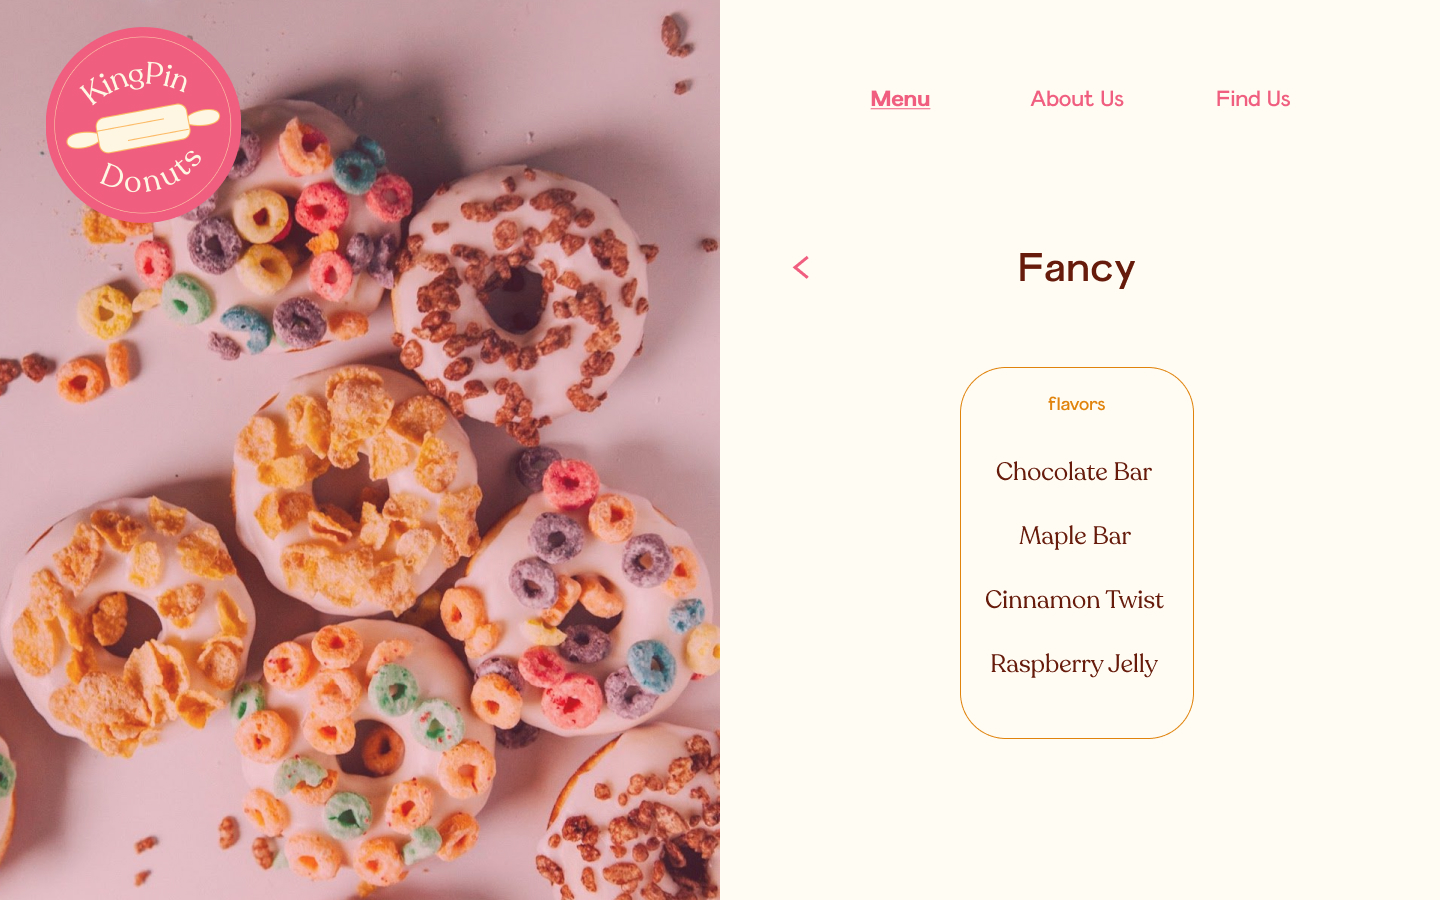 KingPin
Donuts
Menu
About Us
Find Us
Fancy
flavors
Chocolate Bar
Maple Bar
Cinnamon Twist
Raspberry Jelly